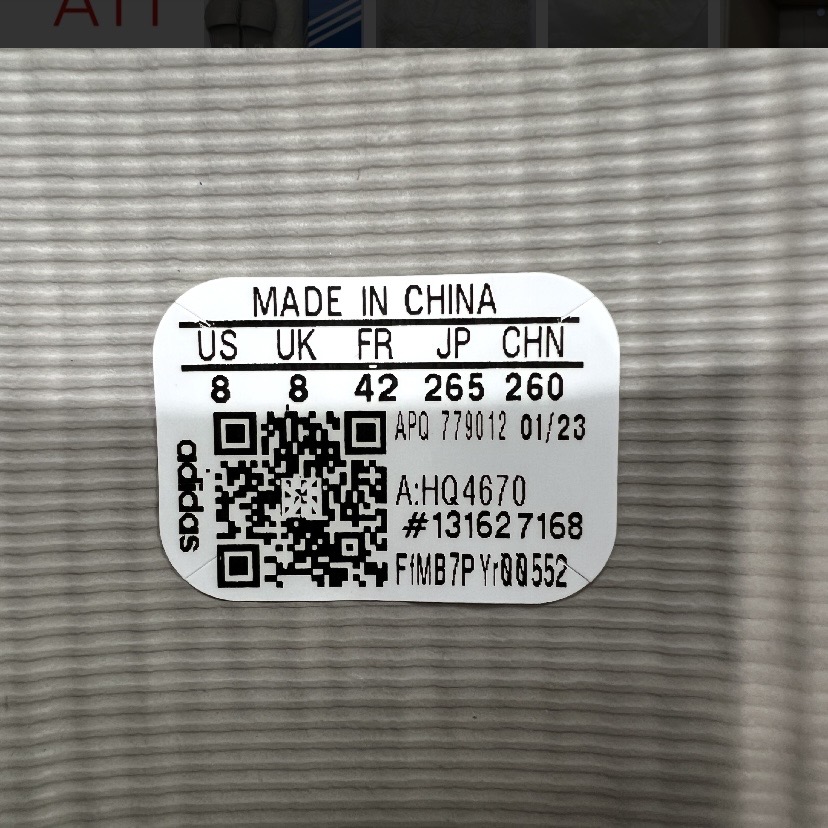 MADE IN CHINA
US UK FR JP CHN
8 8 42 265 260
APQ 779012 01/23
adidas
A:HQ4670
#131627168
FfMB7PYr00552